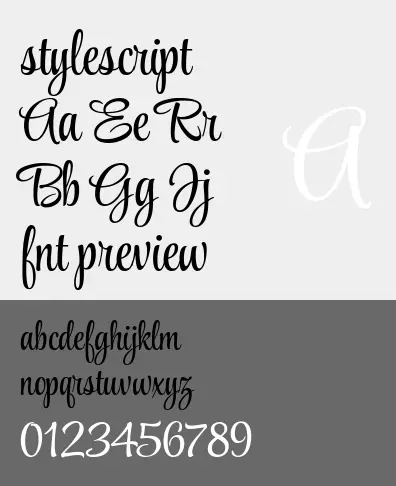 stylescript
Aa Ee Rr
A
Bb Gg Jj
fnt preview
abcdefghijklm
nopqrstuvwxyz
0123456789